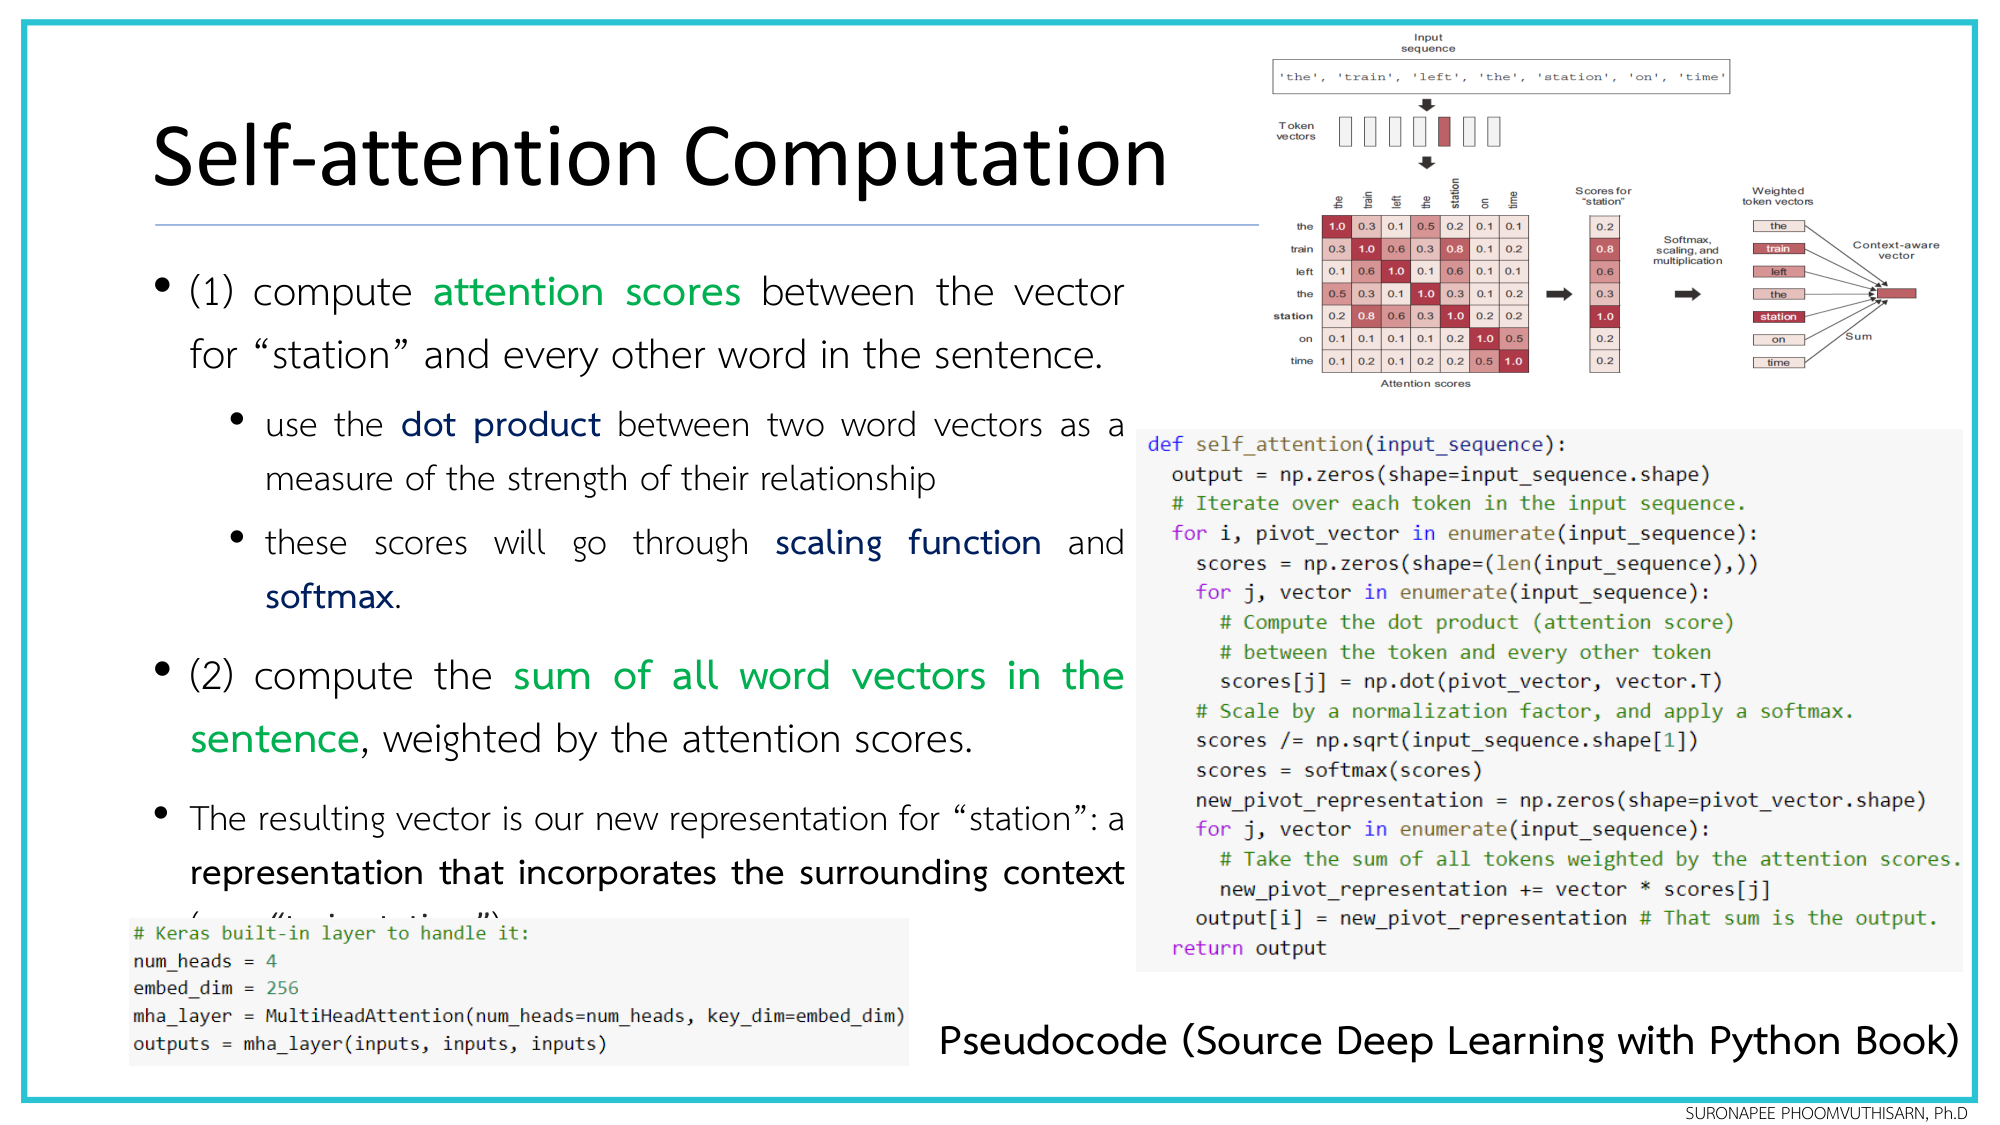 Self-attention Computation
• (1) compute attention scores between the vector
for “station” and every other word in the sentence.
• use the dot product between two word vectors as a
measure of the strength of their relationship
• these scores will go through scaling function and
softmax.
• (2) compute the sum of all word vectors in the
sentence, weighted by the attention scores.
• The resulting vector is our new representation for “station”: a
representation that incorporates the surrounding context
# Keras built-in layer to handle it:
num_heads = 4
embed_dim = 256
mha_layer = MultiHeadAttention(num_heads=num_heads, key_dim=embed_dim)
outputs = mha_layer(inputs, inputs, inputs)
Input
sequence
'the', 'train', 'left', 'the', 'station', 'on', 'time'
Token
vectors
the train left the station on time
the 1.0 0.3 0.1 0.5 0.2 0.1 0.1
train 0.3 1.0 0.6 0.3 0.8 0.1 0.2
left 0.1 0.6 1.0 0.1 0.6 0.1 0.1
the 0.5 0.3 0.1 1.0 0.3 0.1 0.2
station 0.2 0.8 0.6 0.3 1.0 0.2 0.2
on 0.1 0.1 0.1 0.1 0.2 1.0 0.5
time 0.1 0.2 0.1 0.2 0.2 0.5 1.0
Attention scores
Scores for
“station”
0.2
0.8
0.6
0.3
1.0
0.2
0.2
Softmax,
scaling, and
multiplication
Weighted
token vectors
the
train
left
the
station
on
time
Context-aware
vector
Sum
def self_attention(input_sequence):
output = np.zeros(shape=input_sequence.shape)
# Iterate over each token in the input sequence.
for i, pivot_vector in enumerate(input_sequence):
scores = np.zeros(shape=(len(input_sequence),))
for j, vector in enumerate(input_sequence):
# Compute the dot product (attention score)
# between the token and every other token
scores[j] = np.dot(pivot_vector, vector.T)
# Scale by a normalization factor, and apply a softmax.
scores /= np.sqrt(input_sequence.shape[1])
scores = softmax(scores)
new_pivot_representation = np.zeros(shape=pivot_vector.shape)
for j, vector in enumerate(input_sequence):
# Take the sum of all tokens weighted by the attention scores.
new_pivot_representation += vector * scores[j]
output[i] = new_pivot_representation # That sum is the output.
return output
Pseudocode (Source Deep Learning with Python Book)
SURONAPEE PHOOMVUTHISARN, Ph.D